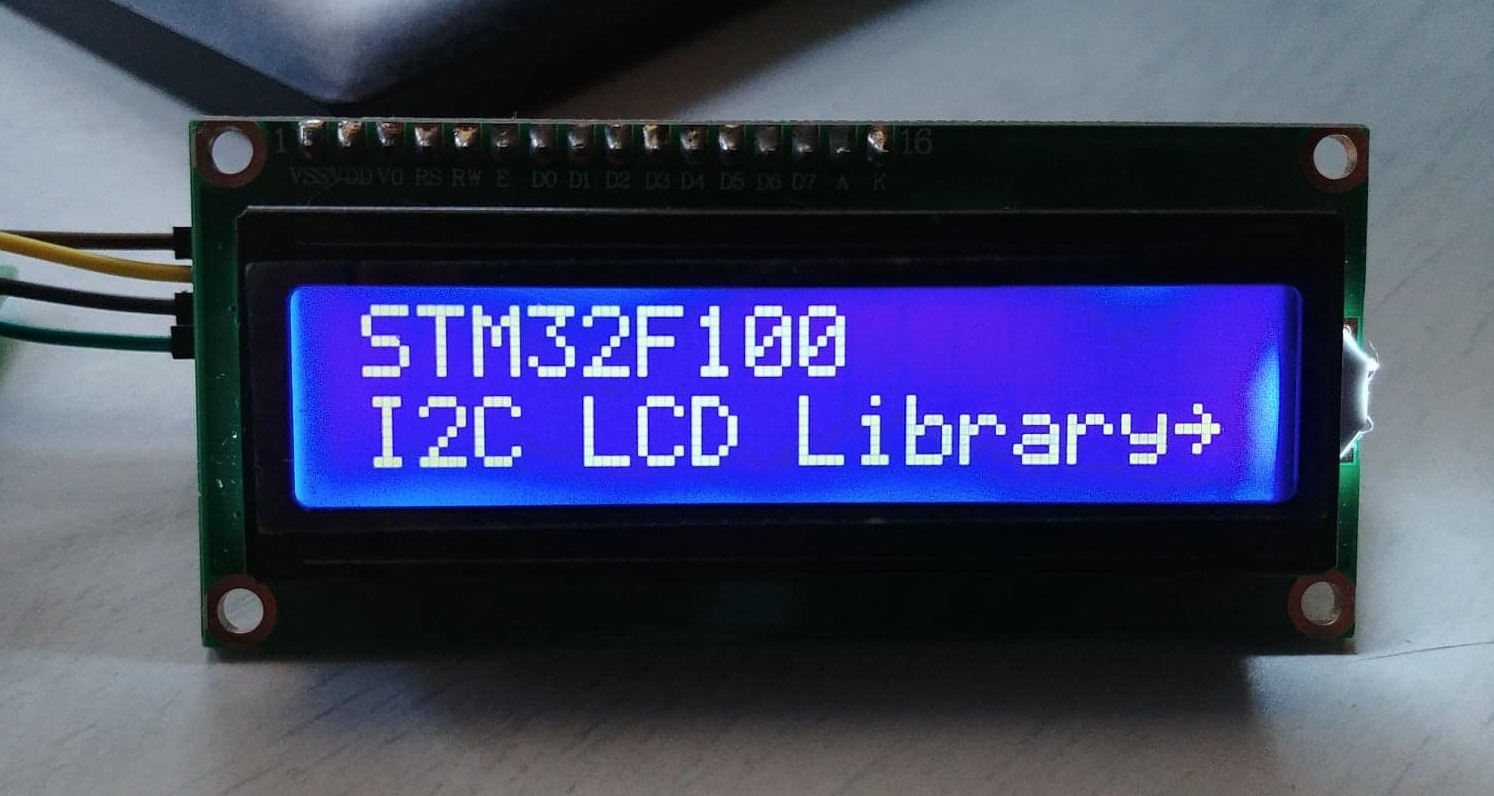 1 16
VSS VDD V0 RS RW E D0 D1 D2 D3 D4 D5 D6 D7 A K
STM32F100
I2C LCD Library→